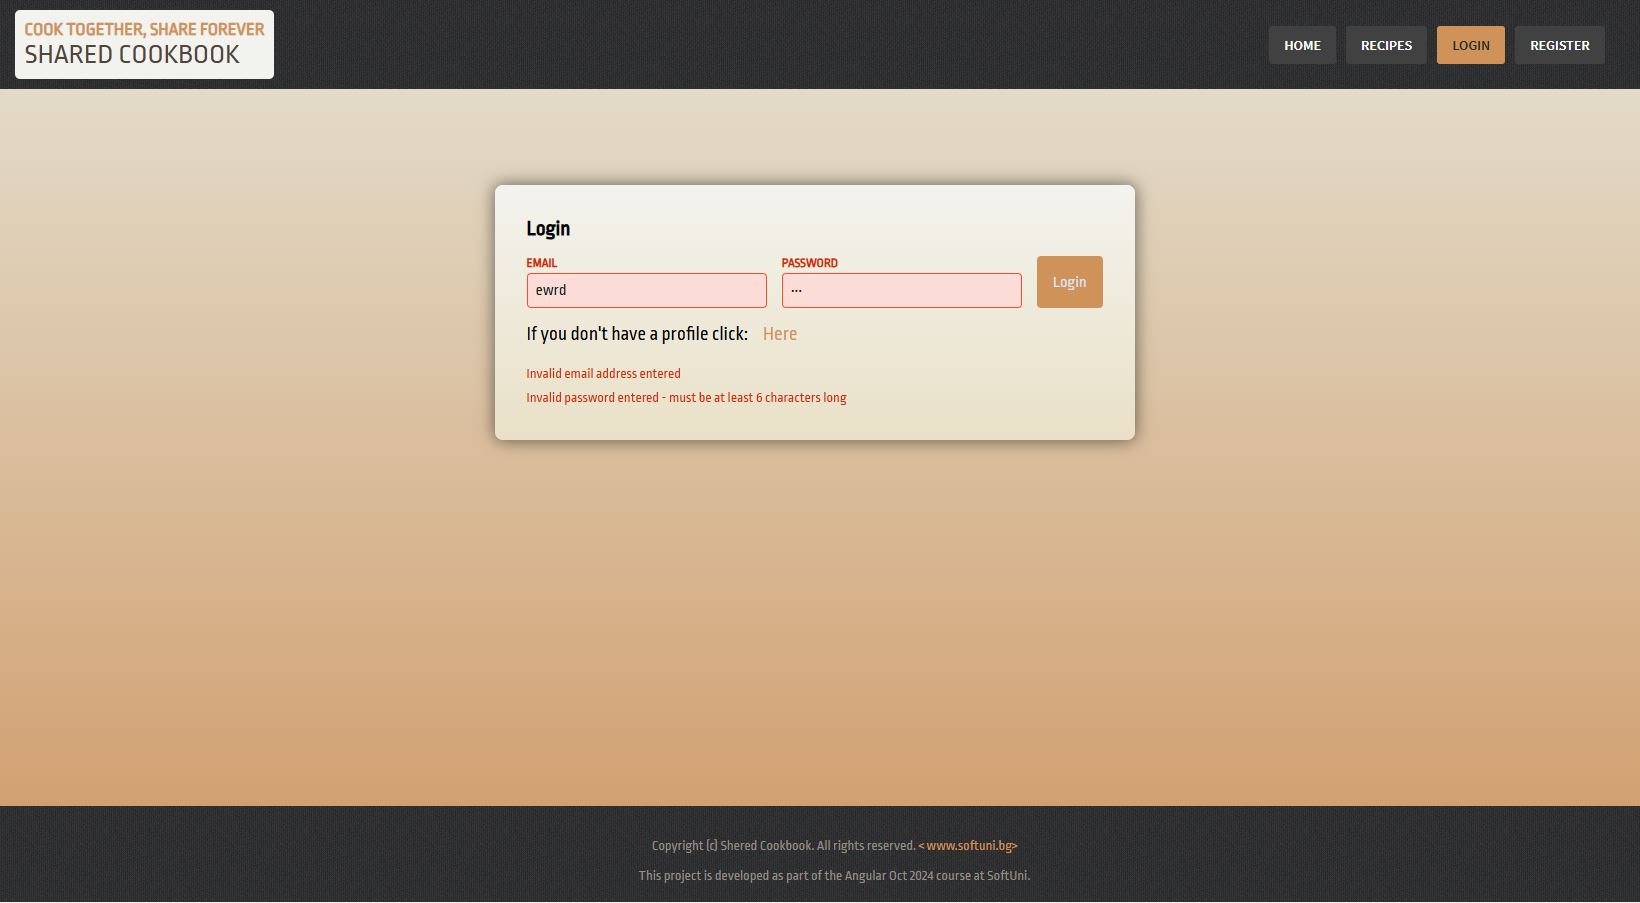 COOK TOGETHER, SHARE FOREVER
SHARED COOKBOOK
HOME RECIPES LOGIN REGISTER
Login
EMAIL PASSWORD
ewrd ··· Login
If you don't have a profile click: Here
Invalid email address entered
Invalid password entered - must be at least 6 characters long
Copyright (c) Shered Cookbook. All rights reserved. < www.softuni.bg>
This project is developed as part of the Angular Oct 2024 course at SoftUni.